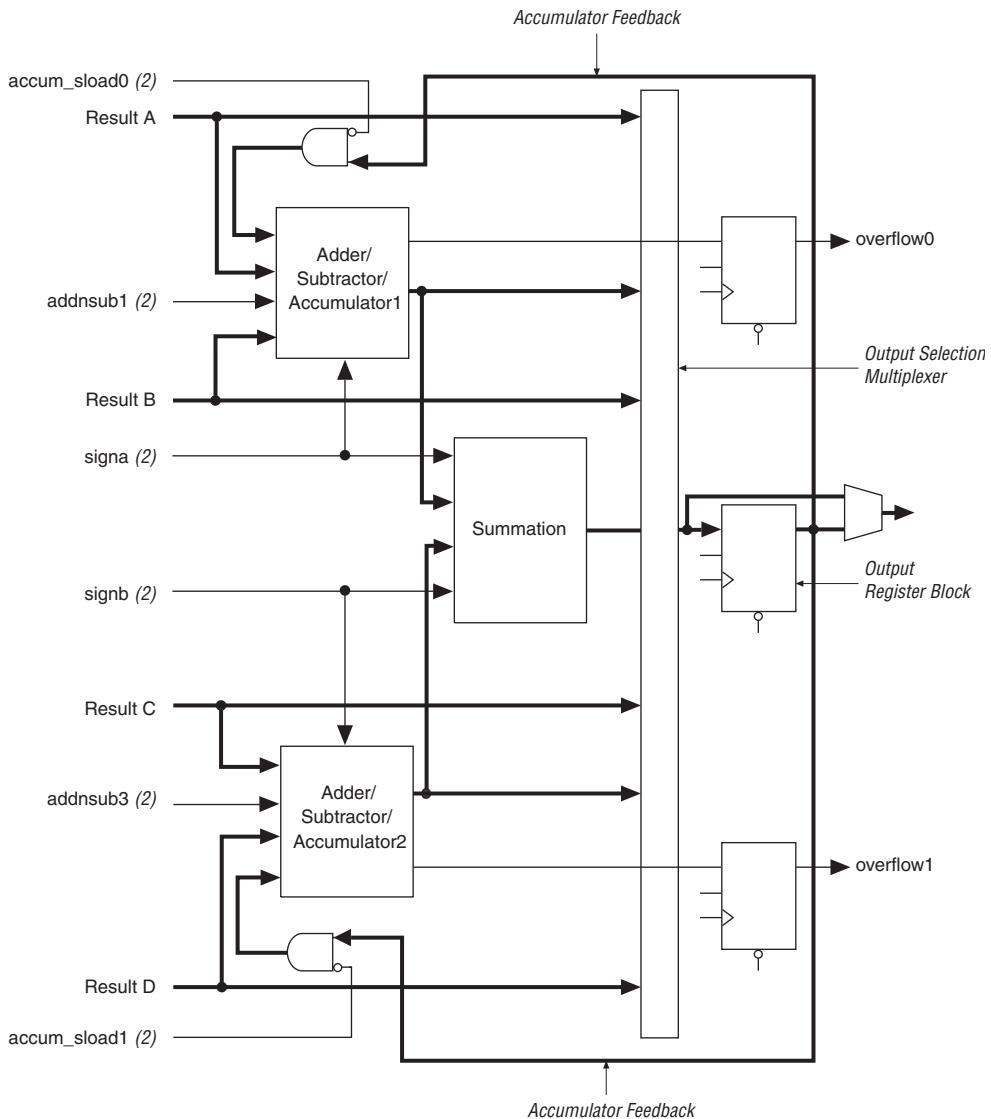 Accumulator Feedback
accum_sload0 (2)
Result A
overflow0
Adder/
Subtractor/
Accumulator1
addnsub1 (2)
Output Selection
Multiplexer
Result B
signa (2)
Summation
Output
Register Block
signb (2)
Result C
Adder/
Subtractor/
Accumulator2
addnsub3 (2)
overflow1
Result D
accum_sload1 (2)
Accumulator Feedback